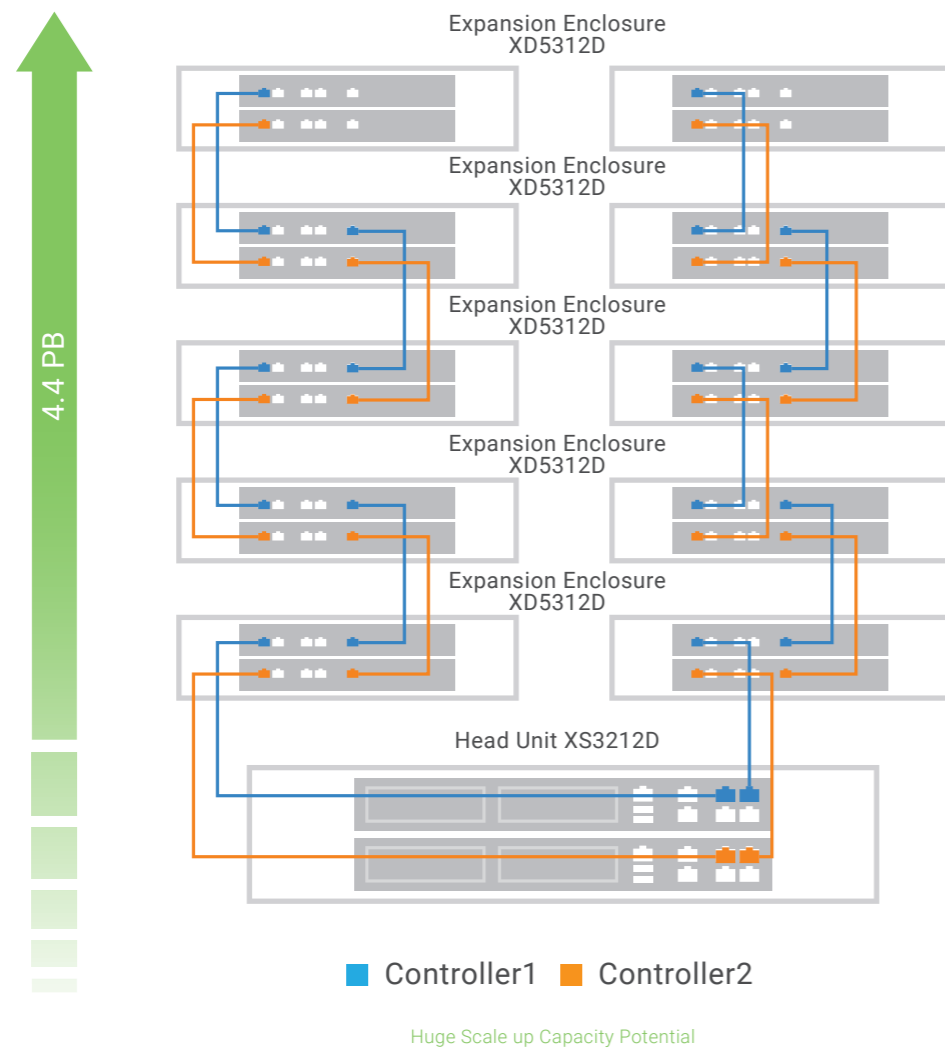 Expansion Enclosure
XD5312D
Expansion Enclosure
XD5312D
Expansion Enclosure
XD5312D
4.4 PB
Expansion Enclosure
XD5312D
Expansion Enclosure
XD5312D
Head Unit XS3212D
Controller1 Controller2
Huge Scale up Capacity Potential